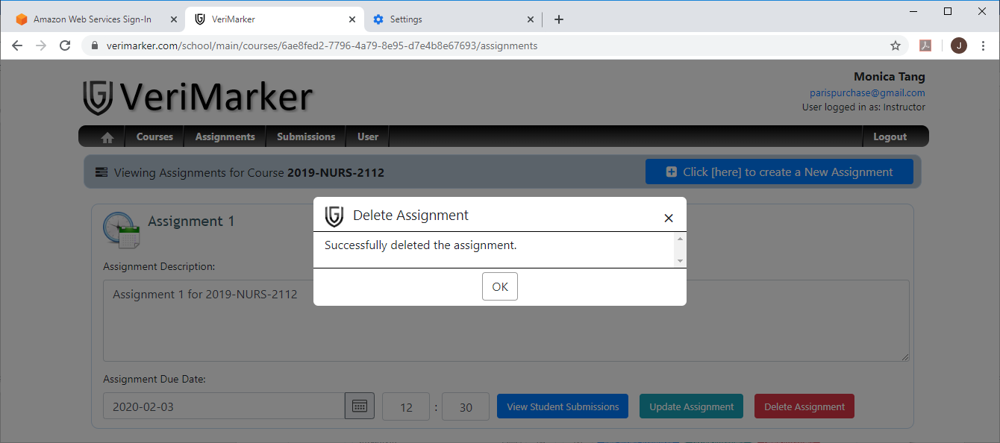 Amazon Web Services Sign-In
VeriMarker
Settings
verimarker.com/school/main/courses/6ae8fed2-7796-4a79-8e95-d7e4b8e67693/assignments
J
VeriMarker
Monica Tang
parispurchase@gmail.com
User logged in as: Instructor
Courses Assignments Submissions User Logout
Viewing Assignments for Course 2019-NURS-2112
Click [here] to create a New Assignment
Delete Assignment
Successfully deleted the assignment.
OK
Assignment 1
Assignment Description:
Assignment 1 for 2019-NURS-2112
Assignment Due Date:
2020-02-03 12 : 30 View Student Submissions Update Assignment Delete Assignment